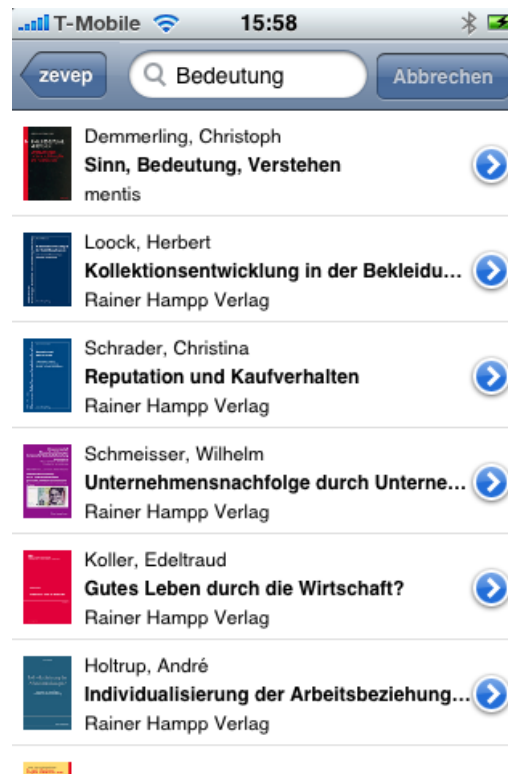 T-Mobile 15:58
zevep Bedeutung Abbrechen
Demmerling, Christoph
Sinn, Bedeutung, Verstehen
mentis
Loock, Herbert
Kollektionsentwicklung in der Bekleidu...
Rainer Hampp Verlag
Schrader, Christina
Reputation und Kaufverhalten
Rainer Hampp Verlag
Schmeisser, Wilhelm
Unternehmensnachfolge durch Unterne...
Rainer Hampp Verlag
Koller, Edeltraud
Gutes Leben durch die Wirtschaft?
Rainer Hampp Verlag
Holtrup, André
Individualisierung der Arbeitsbeziehung...
Rainer Hampp Verlag